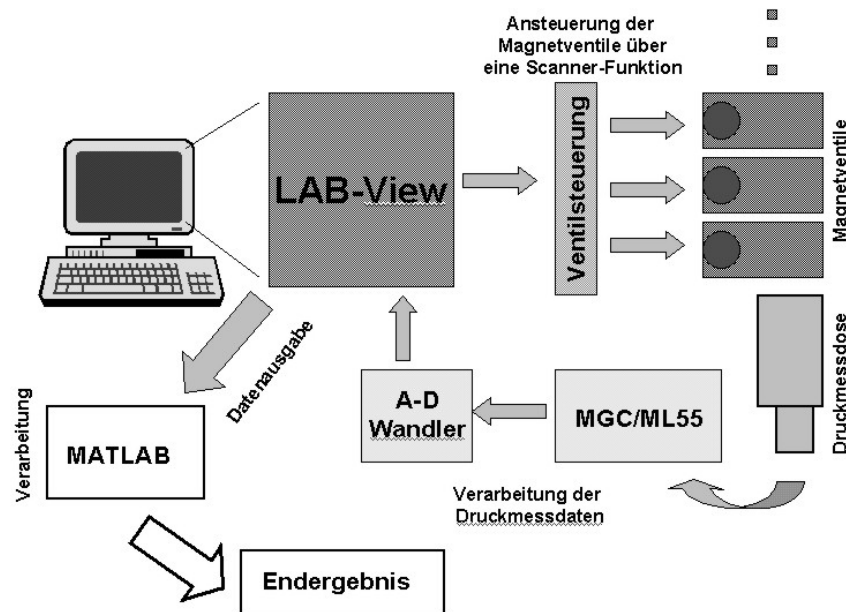 Ansteuerung der
Magnetventile über
eine Scanner-Funktion
LAB-View
Ventilsteuerung
Magnetventile
Druckmessdose
Datenausgabe
A-D
Wandler
MGC/ML55
Verarbeitung der
Druckmessdaten
Verarbeitung
MATLAB
Endergebnis